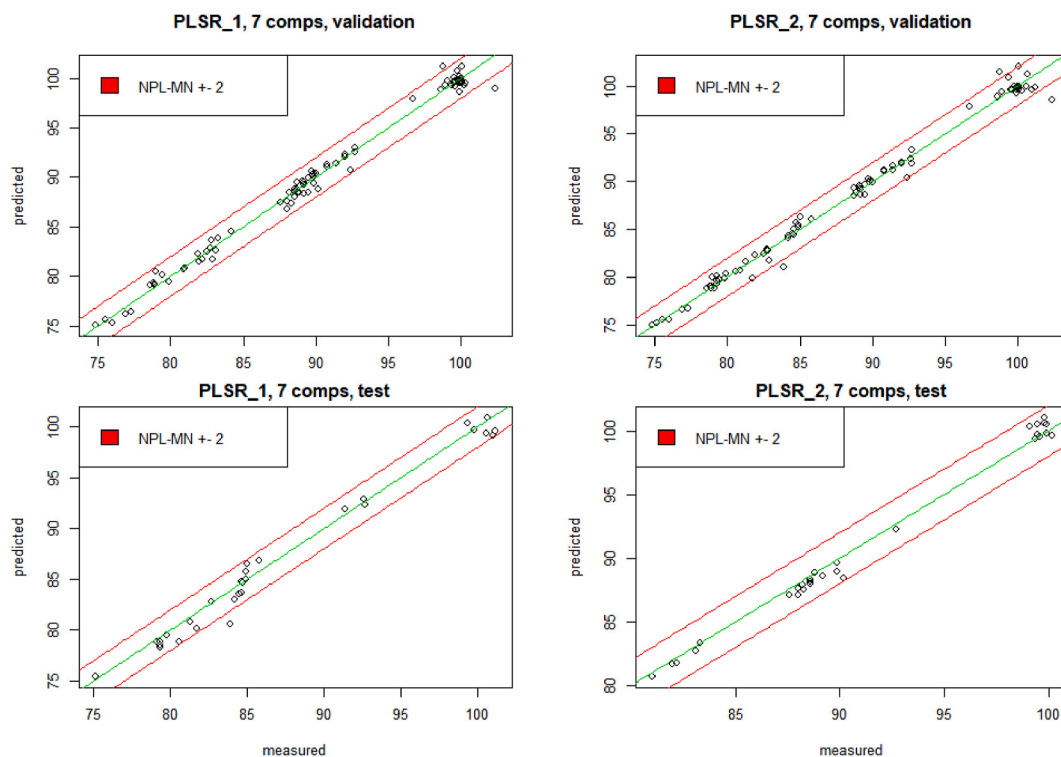 PLSR_1, 7 comps, validation
NPL-MN +- 2
predicted
100
95
90
85
80
75
75 80 85 90 95 100
PLSR_2, 7 comps, validation
NPL-MN +- 2
predicted
100
95
90
85
80
75
75 80 85 90 95 100
PLSR_1, 7 comps, test
NPL-MN +- 2
predicted
100
95
90
85
80
75
75 80 85 90 95 100
measured
PLSR_2, 7 comps, test
NPL-MN +- 2
predicted
100
95
90
85
80
85 90 95 100
measured